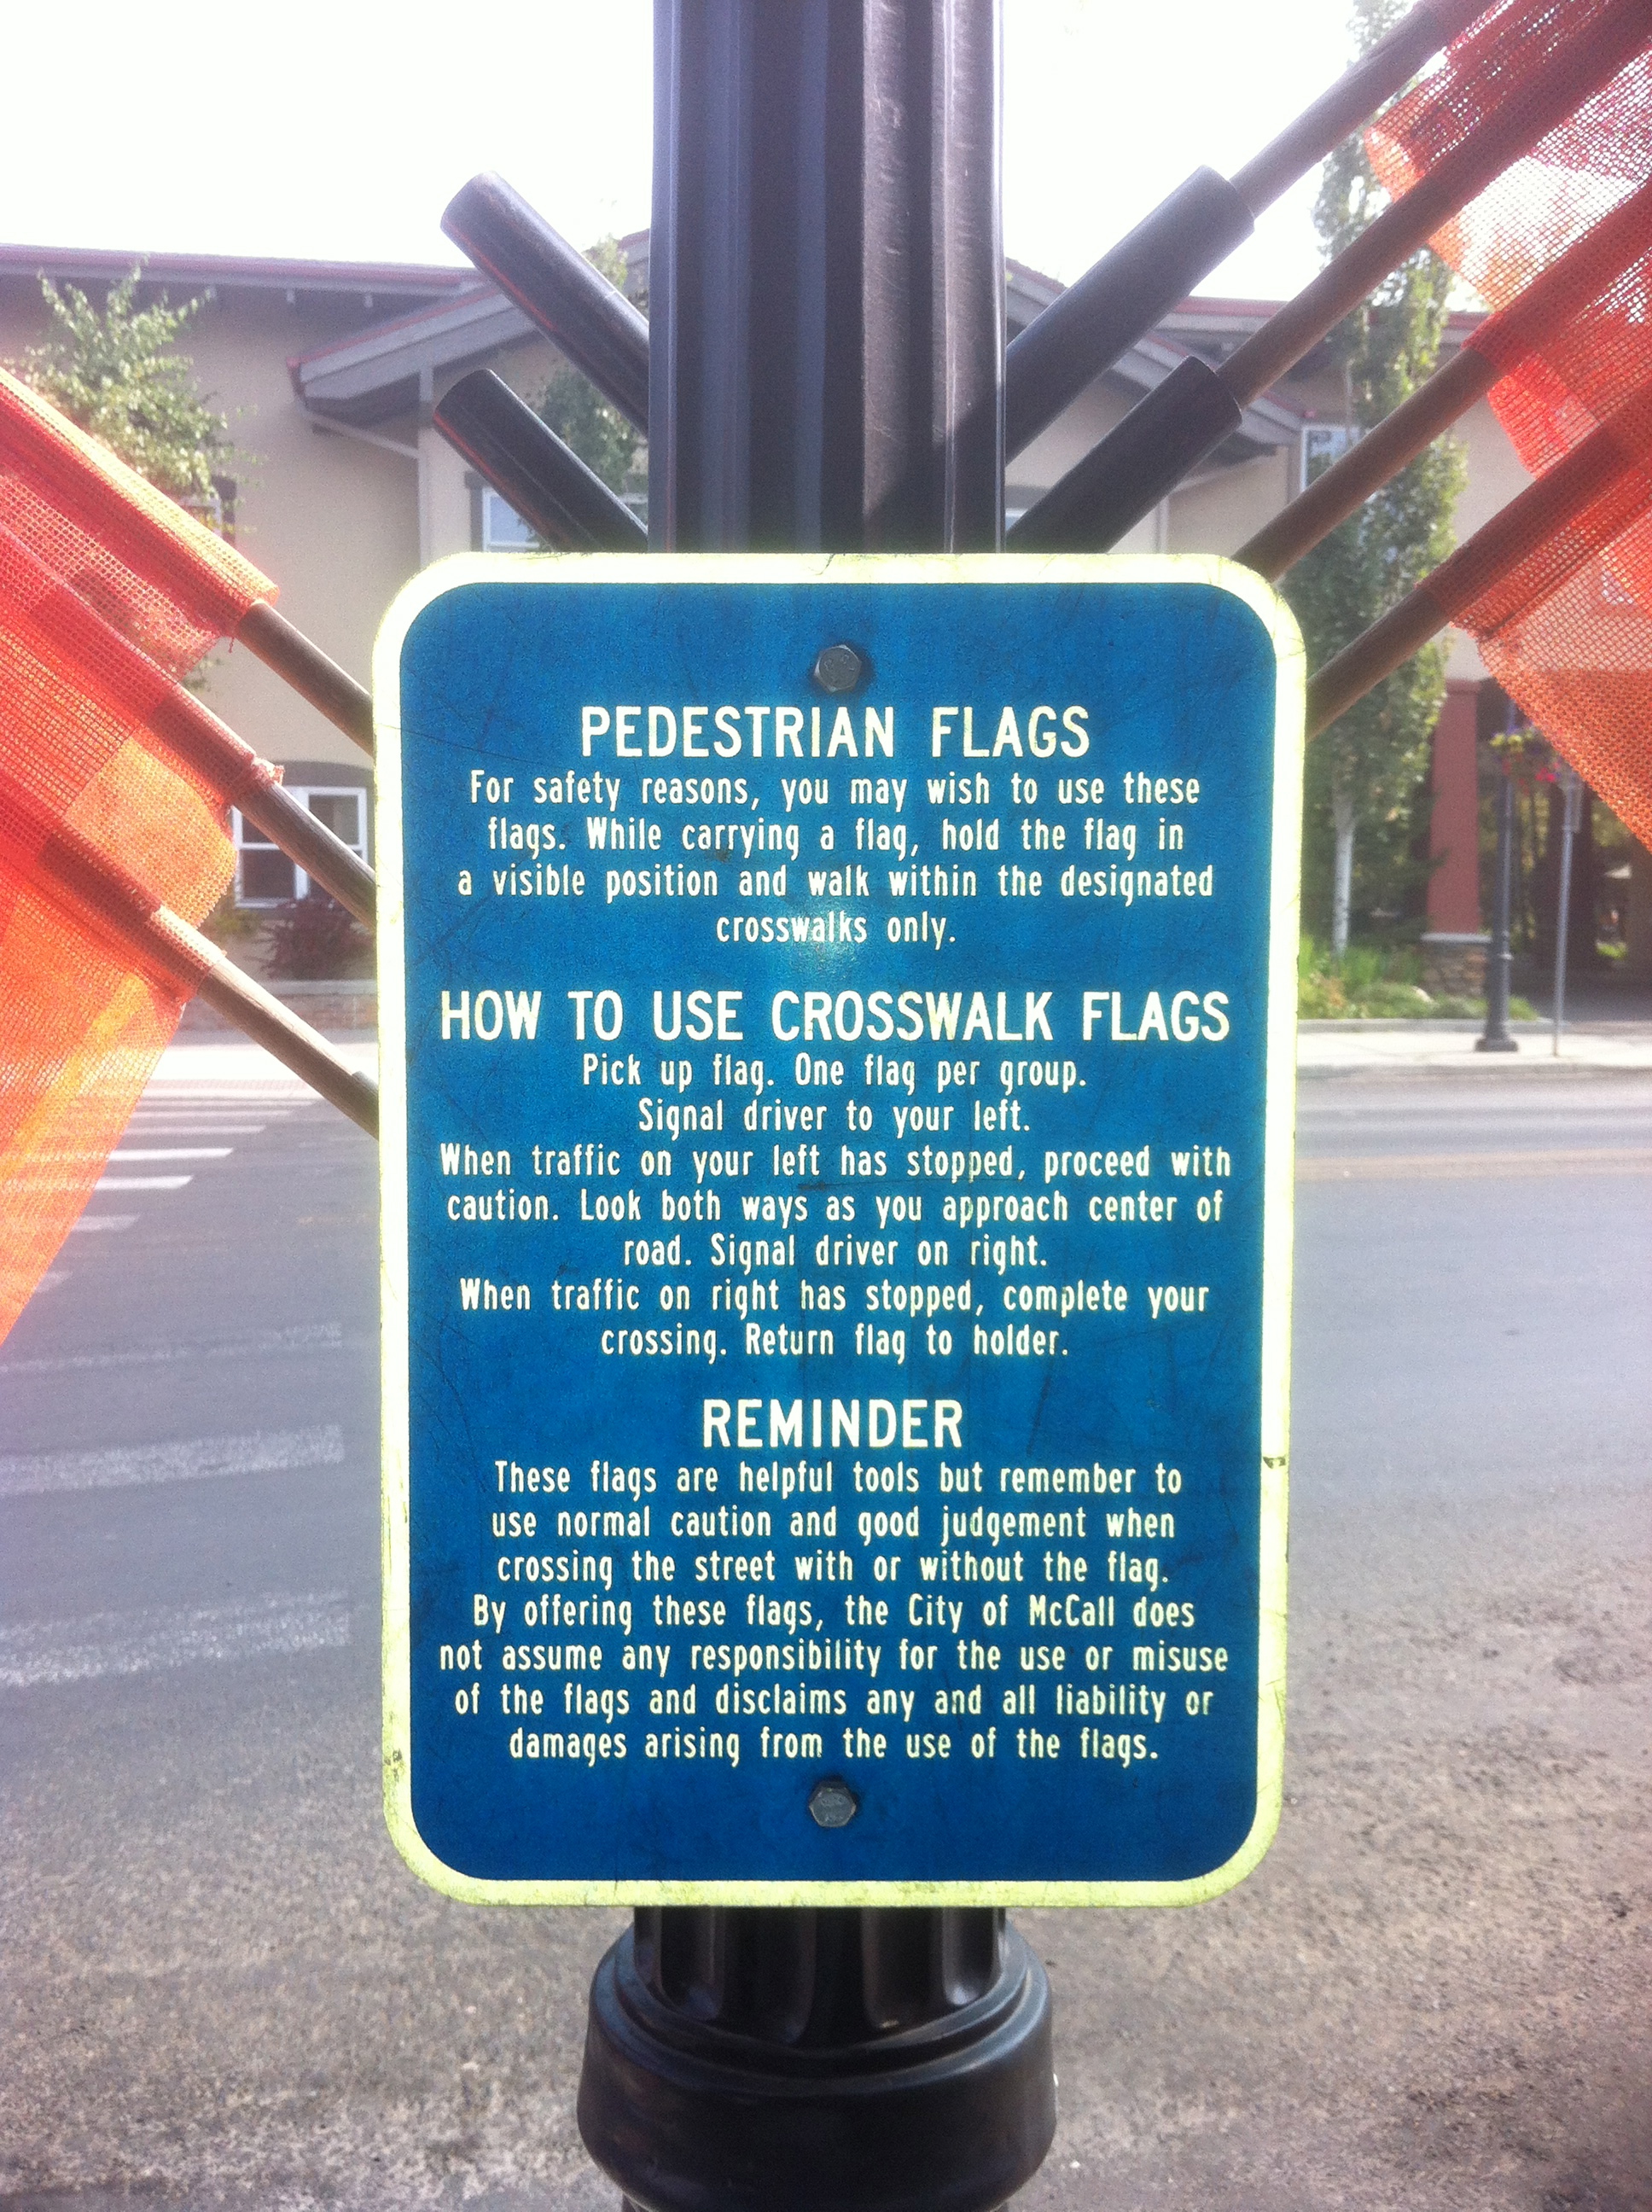 PEDESTRIAN FLAGS
For safety reasons, you may wish to use these
flags. While carrying a flag, hold the flag in
a visible position and walk within the designated
crosswalks only.
HOW TO USE CROSSWALK FLAGS
Pick up flag. One flag per group.
Signal driver to your left.
When traffic on your left has stopped, proceed with
caution. Look both ways as you approach center of
road. Signal driver on right.
When traffic on right has stopped, complete your
crossing. Return flag to holder.
REMINDER
These flags are helpful tools but remember to
use normal caution and good judgement when
crossing the street with or without the flag.
By offering these flags, the City of McCall does
not assume any responsibility for the use or misuse
of the flags and disclaims any and all liability or
damages arising from the use of the flags.